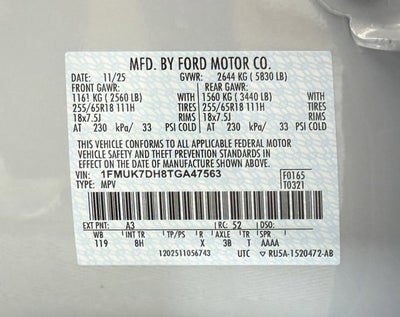 MFD. BY FORD MOTOR CO.
DATE: 11/25 GVWR: 2644 KG ( 5830 LB)
FRONT GAWR: REAR GAWR:
1161 KG ( 2560 LB) WITH 1560 KG ( 3440 LB) WITH
255/65R18 111H TIRES 255/65R18 111H TIRES
18x7.5J RIMS 18x7.5J RIMS
AT 230 kPa/ 33 PSI COLD AT 230 kPa/ 33 PSI COLD
THIS VEHICLE CONFORMS TO ALL APPLICABLE FEDERAL MOTOR
VEHICLE SAFETY AND THEFT PREVENTION STANDARDS IN
EFFECT ON THE DATE OF MANUFACTURE SHOWN ABOVE.
VIN: 1FMUK7DH8TGA47563 F0165
TYPE: MPV T0321
EXT PNT: A3 RC: 52 DSO:
WB INT TR TP/PS R AXLE TR SPR
119 8H X 3B T AAAA
1202511056743 UTC ▽ RU5A-1520472-AB